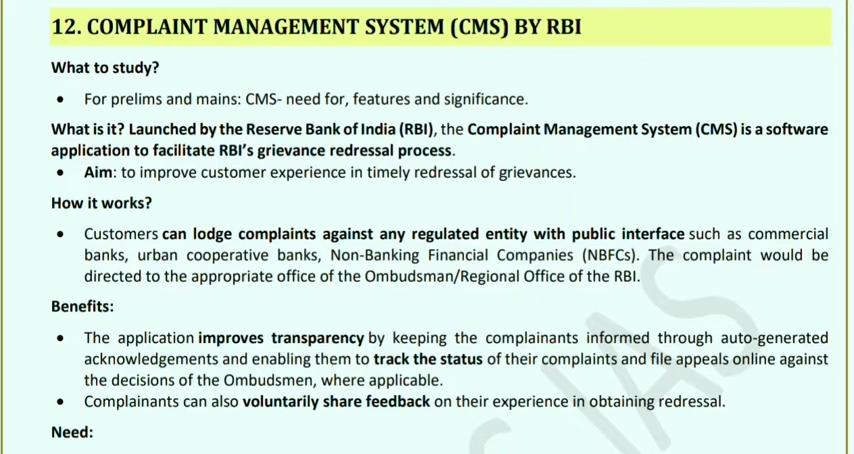 12. COMPLAINT MANAGEMENT SYSTEM (CMS) BY RBI
What to study?
• For prelims and mains: CMS- need for, features and significance.
What is it? Launched by the Reserve Bank of India (RBI), the Complaint Management System (CMS) is a software
application to facilitate RBI's grievance redressal process.
• Aim: to improve customer experience in timely redressal of grievances.
How it works?
• Customers can lodge complaints against any regulated entity with public interface such as commercial
banks, urban cooperative banks, Non-Banking Financial Companies (NBFCs). The complaint would be
directed to the appropriate office of the Ombudsman/Regional Office of the RBI.
Benefits:
• The application improves transparency by keeping the complainants informed through auto-generated
acknowledgements and enabling them to track the status of their complaints and file appeals online against
the decisions of the Ombudsmen, where applicable.
• Complainants can also voluntarily share feedback on their experience in obtaining redressal.
Need:
IAS